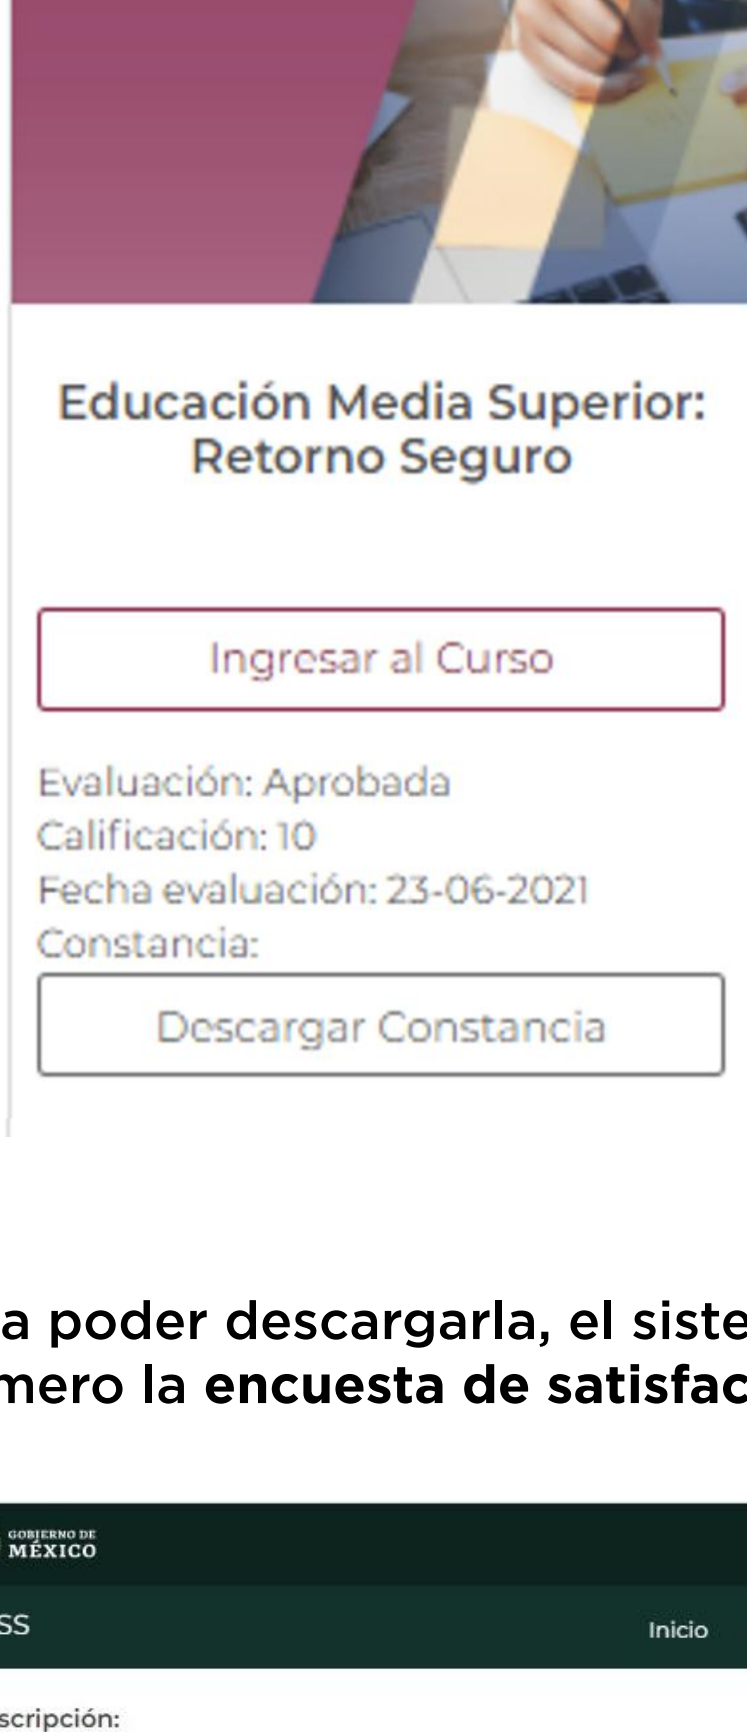 Educación Media Superior:
Retorno Seguro
Ingresar al Curso
Evaluación: Aprobada
Calificación: 10
Fecha evaluación: 23-06-2021
Constancia:
Descargar Constancia
a poder descargarla, el siste
mero la encuesta de satisfac
GOBIERNO DE
MÉXICO
SS
Inicio
scripción: